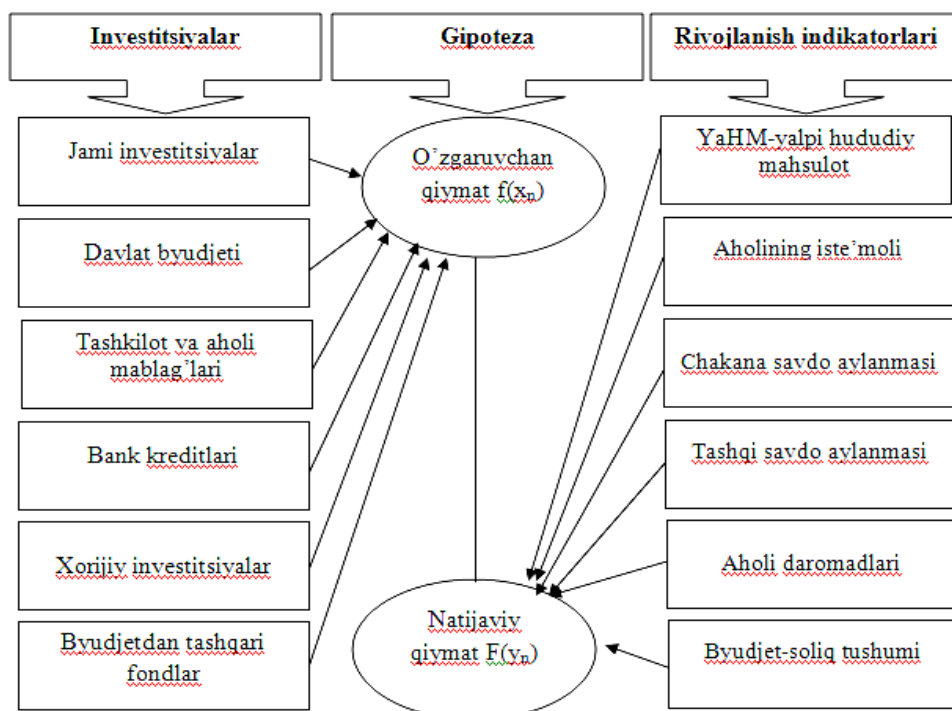 Investitsiyalar
Gipoteza
Rivojlanish indikatorlari
Jami investitsiyalar
Davlat byudjeti
Tashkilot va aholi
mablag’lari
Bank kreditlari
Xorijiy investitsiyalar
Byudjetdan tashqari
fondlar
O’zgaruvchan
qiymat f(xₙ)
Natijaviy
qiymat F(yₙ)
YaHM-yalpi hududiy
mahsulot
Aholining iste’moli
Chakana savdo aylanmasi
Tashqi savdo aylanmasi
Aholi daromadlari
Byudjet-soliq tushumi